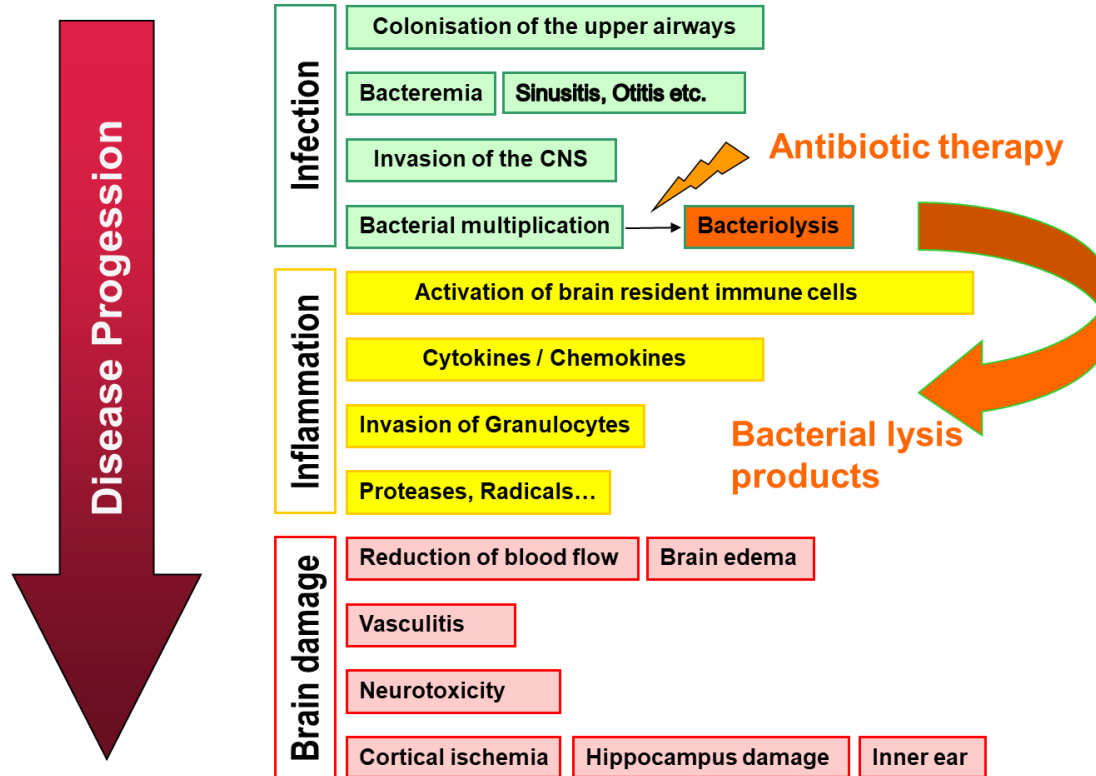 Disease Progession
Infection
Colonisation of the upper airways
Bacteremia
Sinusitis, Otitis etc.
Invasion of the CNS
Antibiotic therapy
Bacterial multiplication
Bacteriolysis
Inflammation
Activation of brain resident immune cells
Cytokines / Chemokines
Invasion of Granulocytes
Bacterial lysis
products
Proteases, Radicals…
Brain damage
Reduction of blood flow
Brain edema
Vasculitis
Neurotoxicity
Cortical ischemia
Hippocampus damage
Inner ear